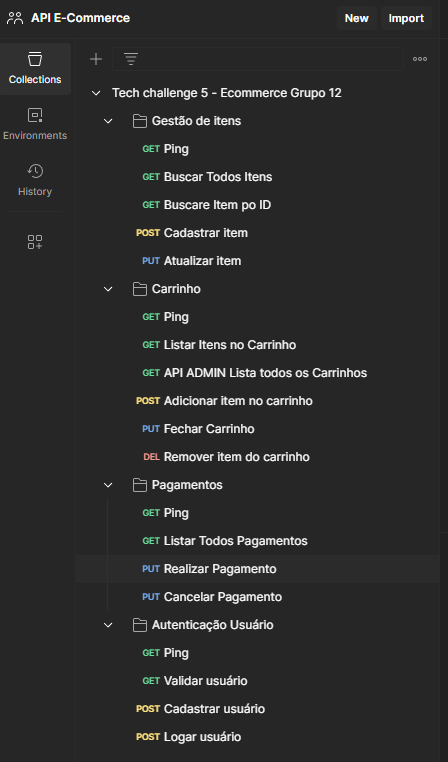 API E-Commerce
New
Import
Collections
Environments
History
Tech challenge 5 - Ecommerce Grupo 12
Gestão de itens
GET Ping
GET Buscar Todos Itens
GET Buscare Item po ID
POST Cadastrar item
PUT Atualizar item
Carrinho
GET Ping
GET Listar Itens no Carrinho
GET API ADMIN Lista todos os Carrinhos
POST Adicionar item no carrinho
PUT Fechar Carrinho
DEL Remover item do carrinho
Pagamentos
GET Ping
GET Listar Todos Pagamentos
PUT Realizar Pagamento
PUT Cancelar Pagamento
Autenticação Usuário
GET Ping
GET Validar usuário
POST Cadastrar usuário
POST Logar usuário